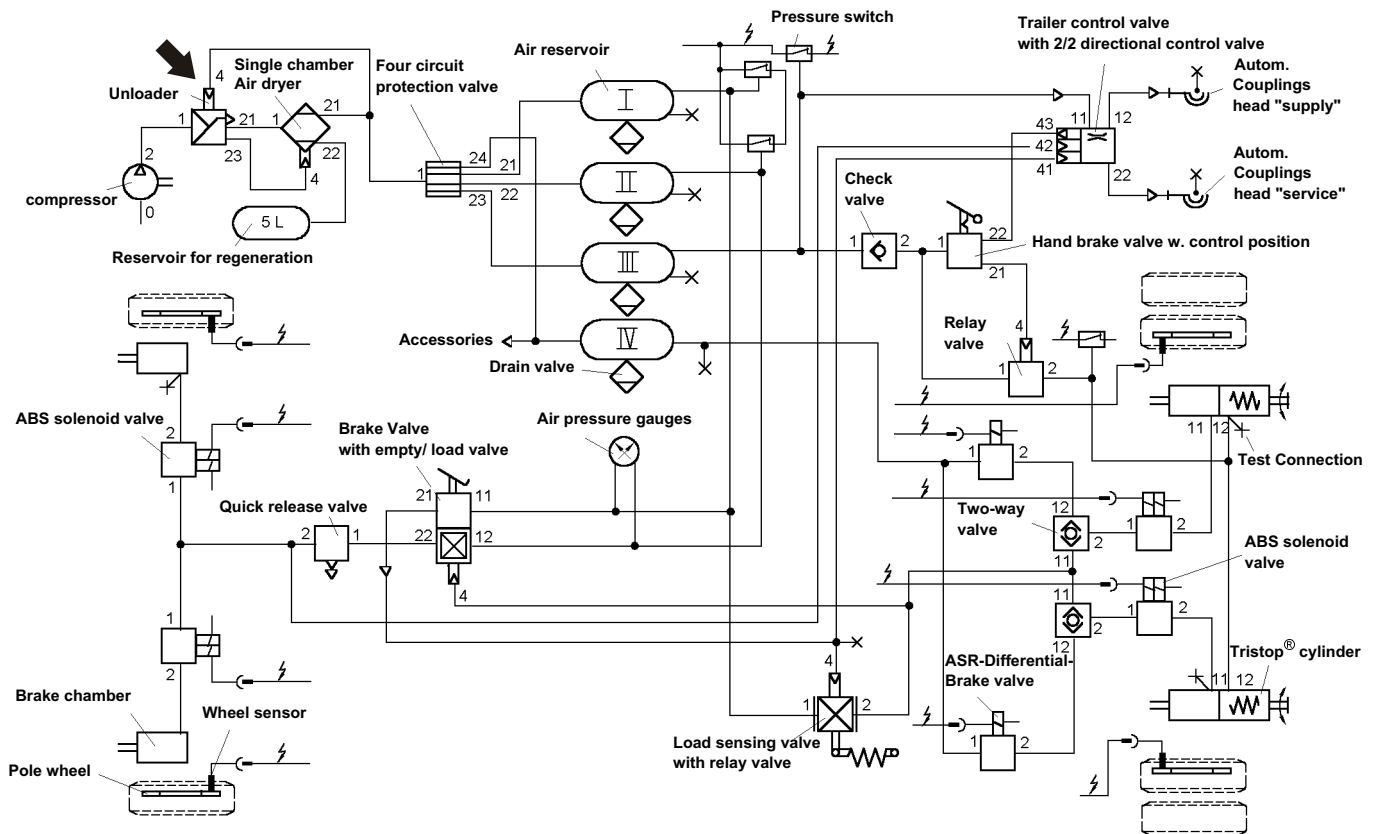 Pressure switch
Trailer control valve
with 2/2 directional control valve
Air reservoir
Single chamber
Air dryer
Four circuit
protection valve
Unloader
Autom.
Couplings
head "supply"
4
21
1
21
1
23
22
4
2
0
compressor
5 L
Reservoir for regeneration
24
21
1
22
23
I
II
III
IV
11
12
43
42
41
22
Autom.
Couplings
head "service"
Check
valve
1
2
1
22
21
Hand brake valve w. control position
Relay
valve
4
1
2
Accessories
Drain valve
Air pressure gauges
Brake Valve
with empty/ load valve
ABS solenoid valve
2
1
Quick release valve
21
11
2
1
22
12
4
1
2
11
12
Test Connection
Two-way
valve
12
2
11
1
2
ABS solenoid
valve
11
2
12
1
2
1
2
ASR-Differential-
Brake valve
1
2
4
1
2
Load sensing valve
with relay valve
Tristop® cylinder
11
12
Brake chamber
Wheel sensor
Pole wheel